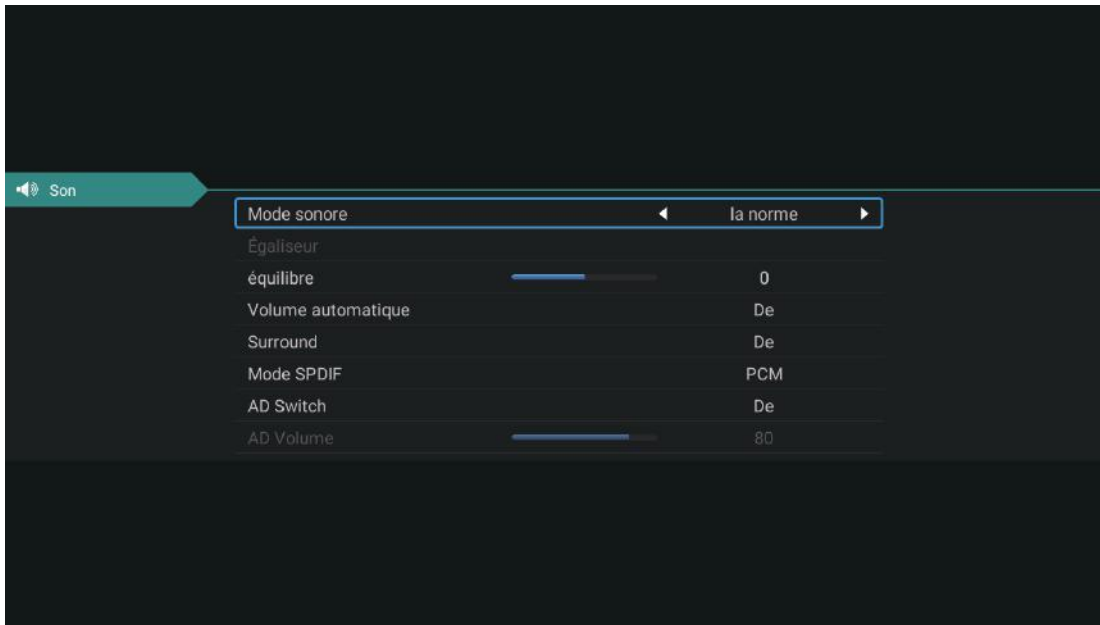 Son
Mode sonore la norme
Égaliseur
équilibre 0
Volume automatique De
Surround De
Mode SPDIF PCM
AD Switch De
AD Volume 80